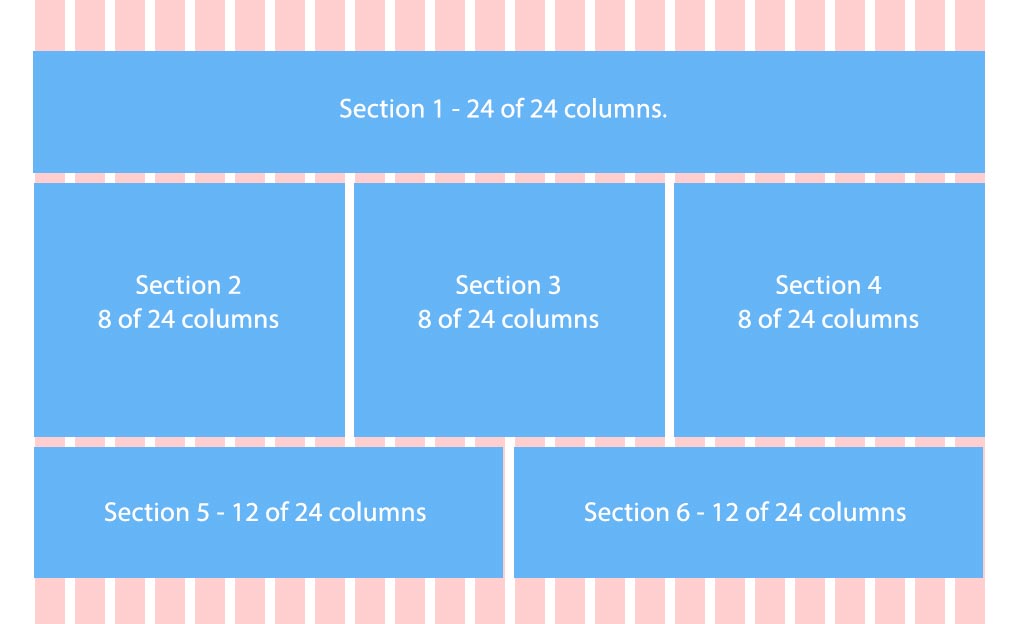 Section 1 - 24 of 24 columns.
Section 2
8 of 24 columns
Section 3
8 of 24 columns
Section 4
8 of 24 columns
Section 5 - 12 of 24 columns
Section 6 - 12 of 24 columns